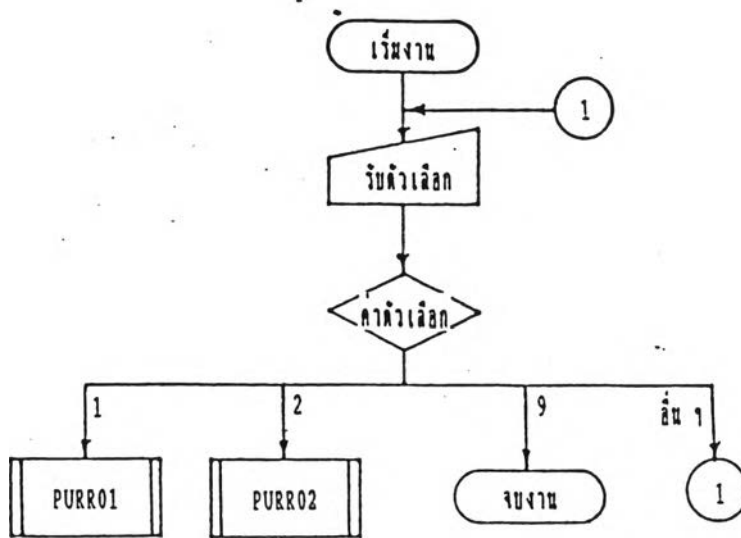 เริ่มงาน
1
รับตัวเลือก
ค่าตัวเลือก
1
2
9
อื่น ๆ
PURR01
PURR02
จบงาน
1